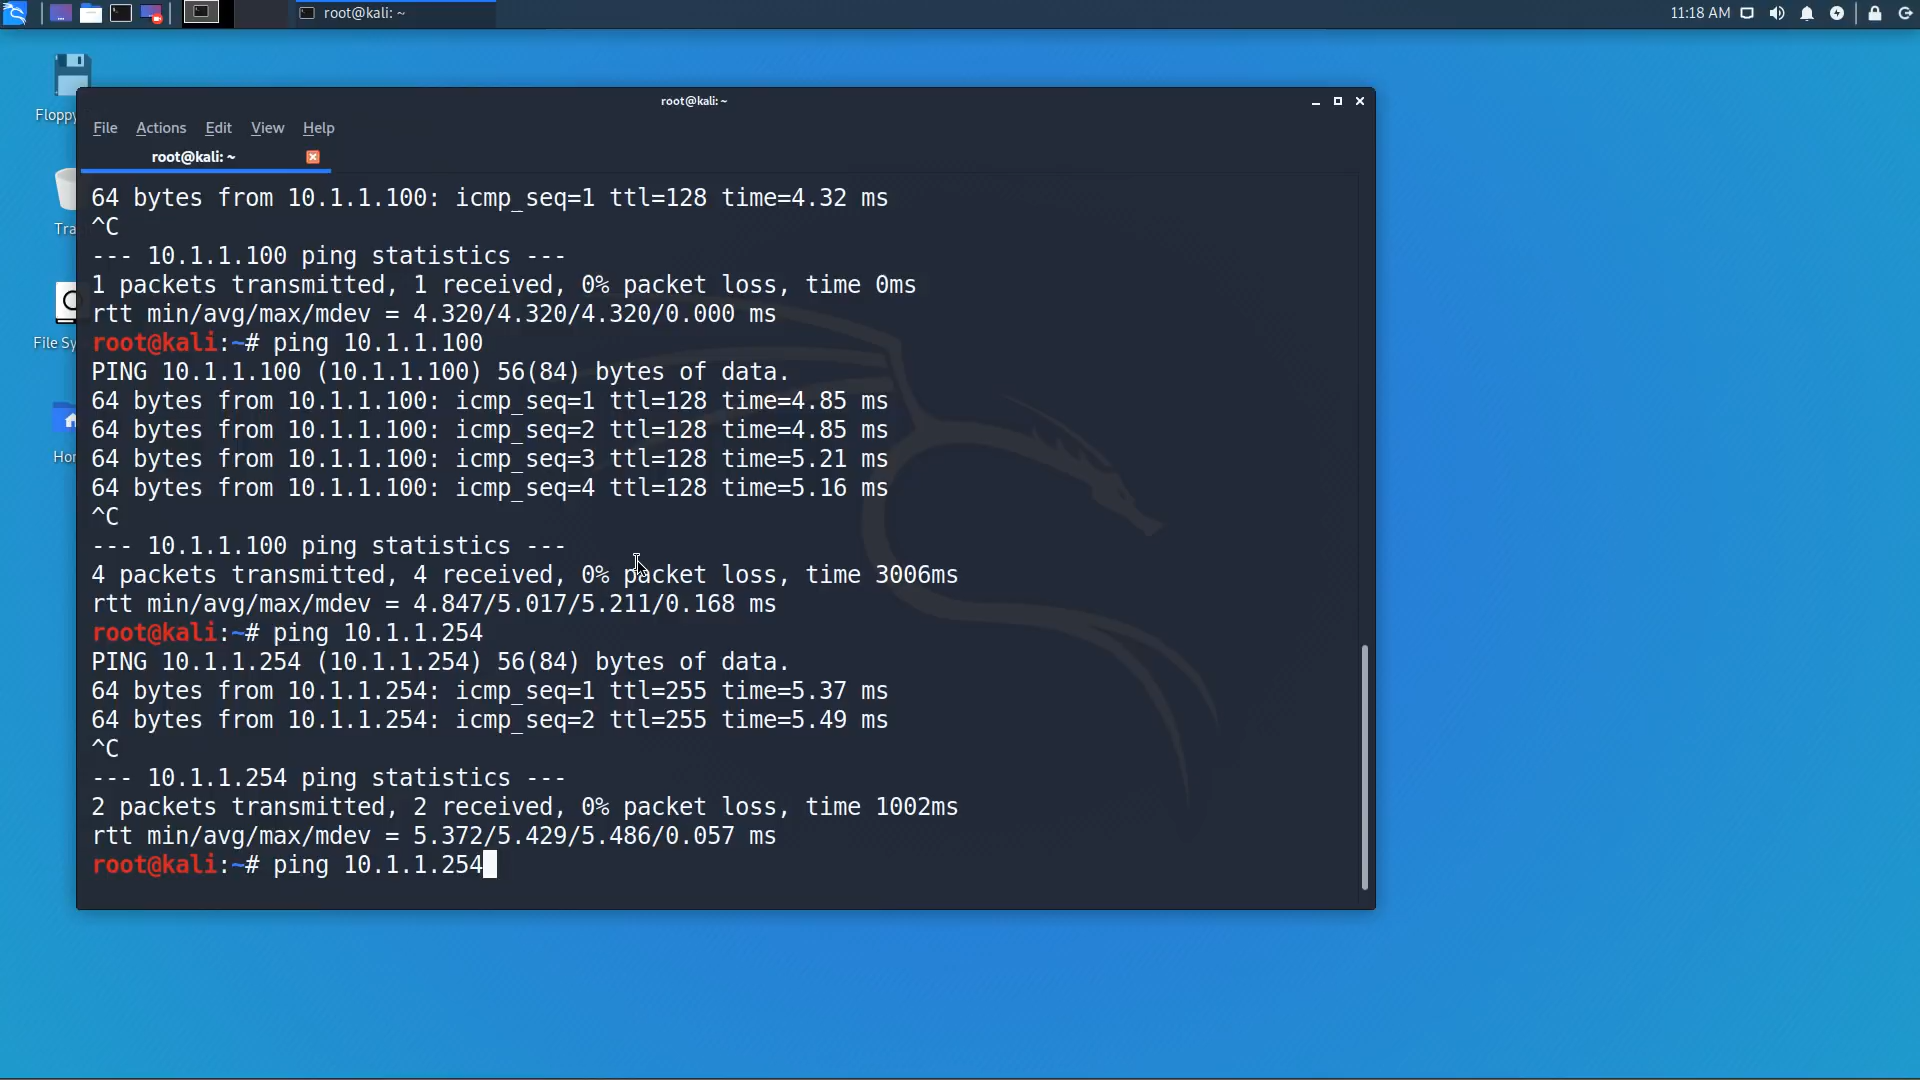 root@kali: ~
11:18 AM
Floppy
root@kali: ~
File Actions Edit View Help
root@kali: ~
Tra
File Sy
Hor
64 bytes from 10.1.1.100: icmp_seq=1 ttl=128 time=4.32 ms
^C
--- 10.1.1.100 ping statistics ---
1 packets transmitted, 1 received, 0% packet loss, time 0ms
rtt min/avg/max/mdev = 4.320/4.320/4.320/0.000 ms
root@kali:~# ping 10.1.1.100
PING 10.1.1.100 (10.1.1.100) 56(84) bytes of data.
64 bytes from 10.1.1.100: icmp_seq=1 ttl=128 time=4.85 ms
64 bytes from 10.1.1.100: icmp_seq=2 ttl=128 time=4.85 ms
64 bytes from 10.1.1.100: icmp_seq=3 ttl=128 time=5.21 ms
64 bytes from 10.1.1.100: icmp_seq=4 ttl=128 time=5.16 ms
^C
--- 10.1.1.100 ping statistics ---
4 packets transmitted, 4 received, 0% packet loss, time 3006ms
rtt min/avg/max/mdev = 4.847/5.017/5.211/0.168 ms
root@kali:~# ping 10.1.1.254
PING 10.1.1.254 (10.1.1.254) 56(84) bytes of data.
64 bytes from 10.1.1.254: icmp_seq=1 ttl=255 time=5.37 ms
64 bytes from 10.1.1.254: icmp_seq=2 ttl=255 time=5.49 ms
^C
--- 10.1.1.254 ping statistics ---
2 packets transmitted, 2 received, 0% packet loss, time 1002ms
rtt min/avg/max/mdev = 5.372/5.429/5.486/0.057 ms
root@kali:~# ping 10.1.1.254